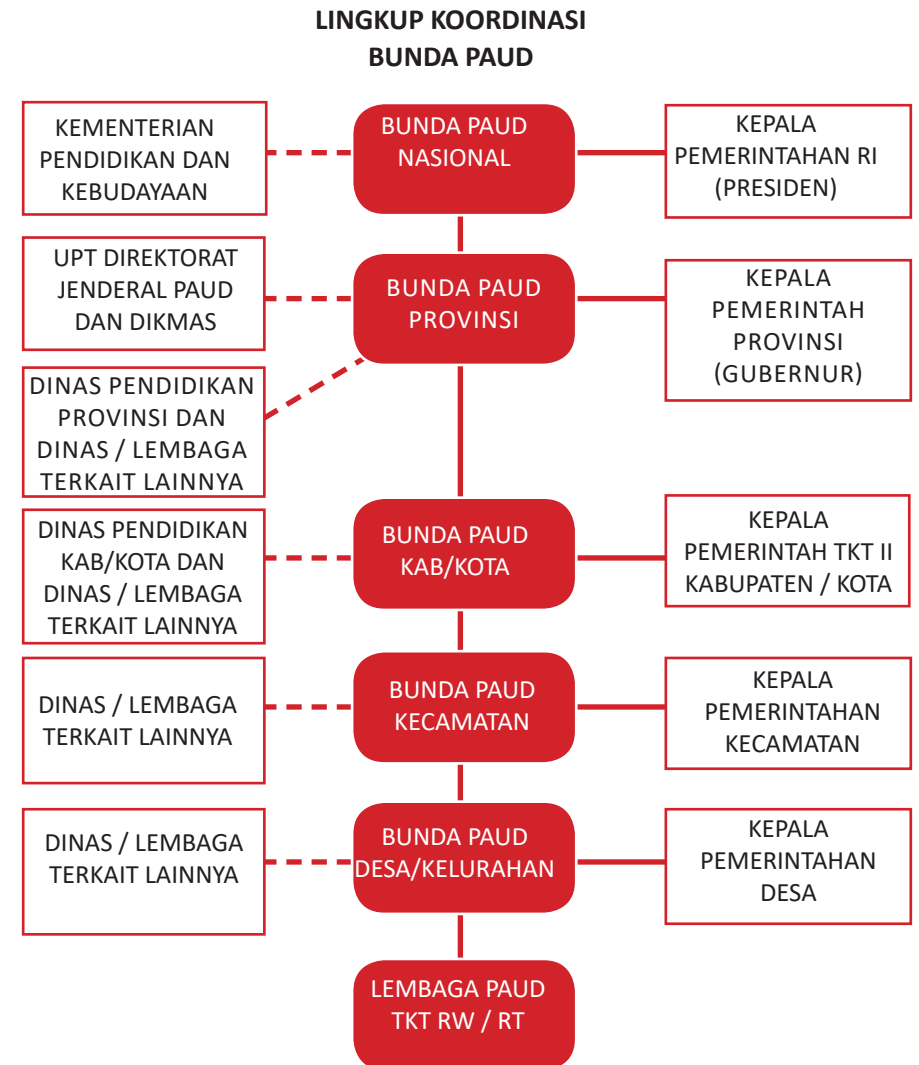 LINGKUP KOORDINASI
BUNDA PAUD
KEMENTERIAN
PENDIDIKAN DAN
KEBUDAYAAN
BUNDA PAUD
NASIONAL
KEPALA
PEMERINTAHAN RI
(PRESIDEN)
UPT DIREKTORAT
JENDERAL PAUD
DAN DIKMAS
BUNDA PAUD
PROVINSI
KEPALA
PEMERINTAH
PROVINSI
(GUBERNUR)
DINAS PENDIDIKAN
PROVINSI DAN
DINAS / LEMBAGA
TERKAIT LAINNYA
DINAS PENDIDIKAN
KAB/KOTA DAN
DINAS / LEMBAGA
TERKAIT LAINNYA
BUNDA PAUD
KAB/KOTA
KEPALA
PEMERINTAH TKT II
KABUPATEN / KOTA
DINAS / LEMBAGA
TERKAIT LAINNYA
BUNDA PAUD
KECAMATAN
KEPALA
PEMERINTAHAN
KECAMATAN
DINAS / LEMBAGA
TERKAIT LAINNYA
BUNDA PAUD
DESA/KELURAHAN
KEPALA
PEMERINTAHAN
DESA
LEMBAGA PAUD
TKT RW / RT